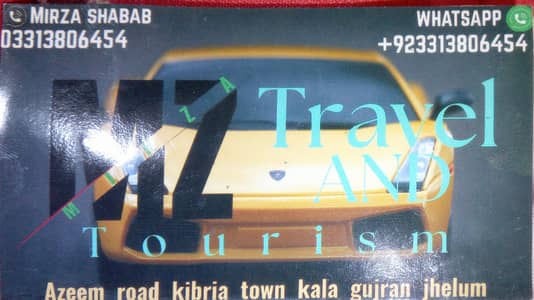 MIRZA SHABAB
WHATSAPP
03313806454
+923313806454
MZ
MIRZA
Travel
AND
Tourism
Azeem road kibria town kala gujran jhelum